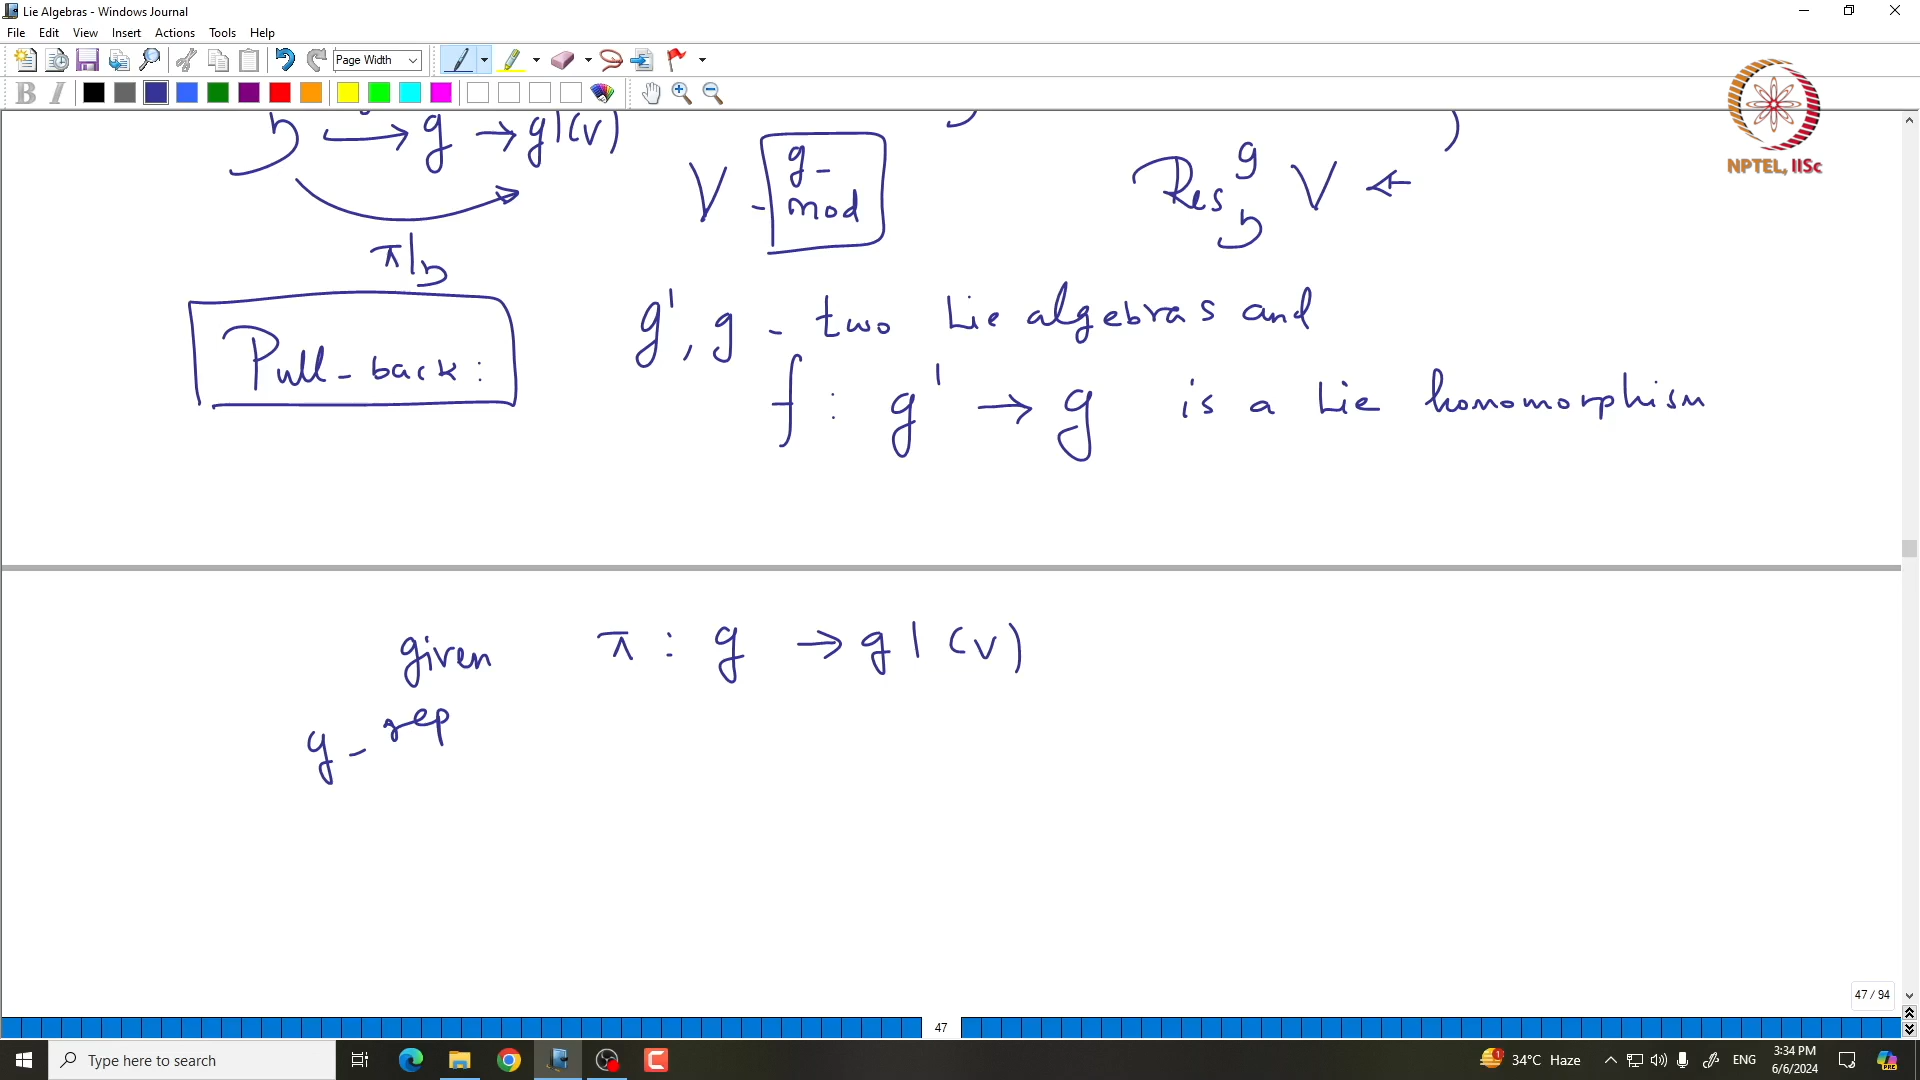 Lie Algebras - Windows Journal
File Edit View Insert Actions Tools Help
Page Width
B I
𝔥 → g → gl(V)
π|𝔥
V - g - mod
Res g 𝔥 V ←
NPTEL, IISc
Pull-back :
g', g - two Lie algebras and
f : g' → g is a Lie homomorphism
given π : g → gl(V)
g - rep
47 / 94
47
Type here to search
34°C Haze
ENG
3:34 PM
6/6/2024